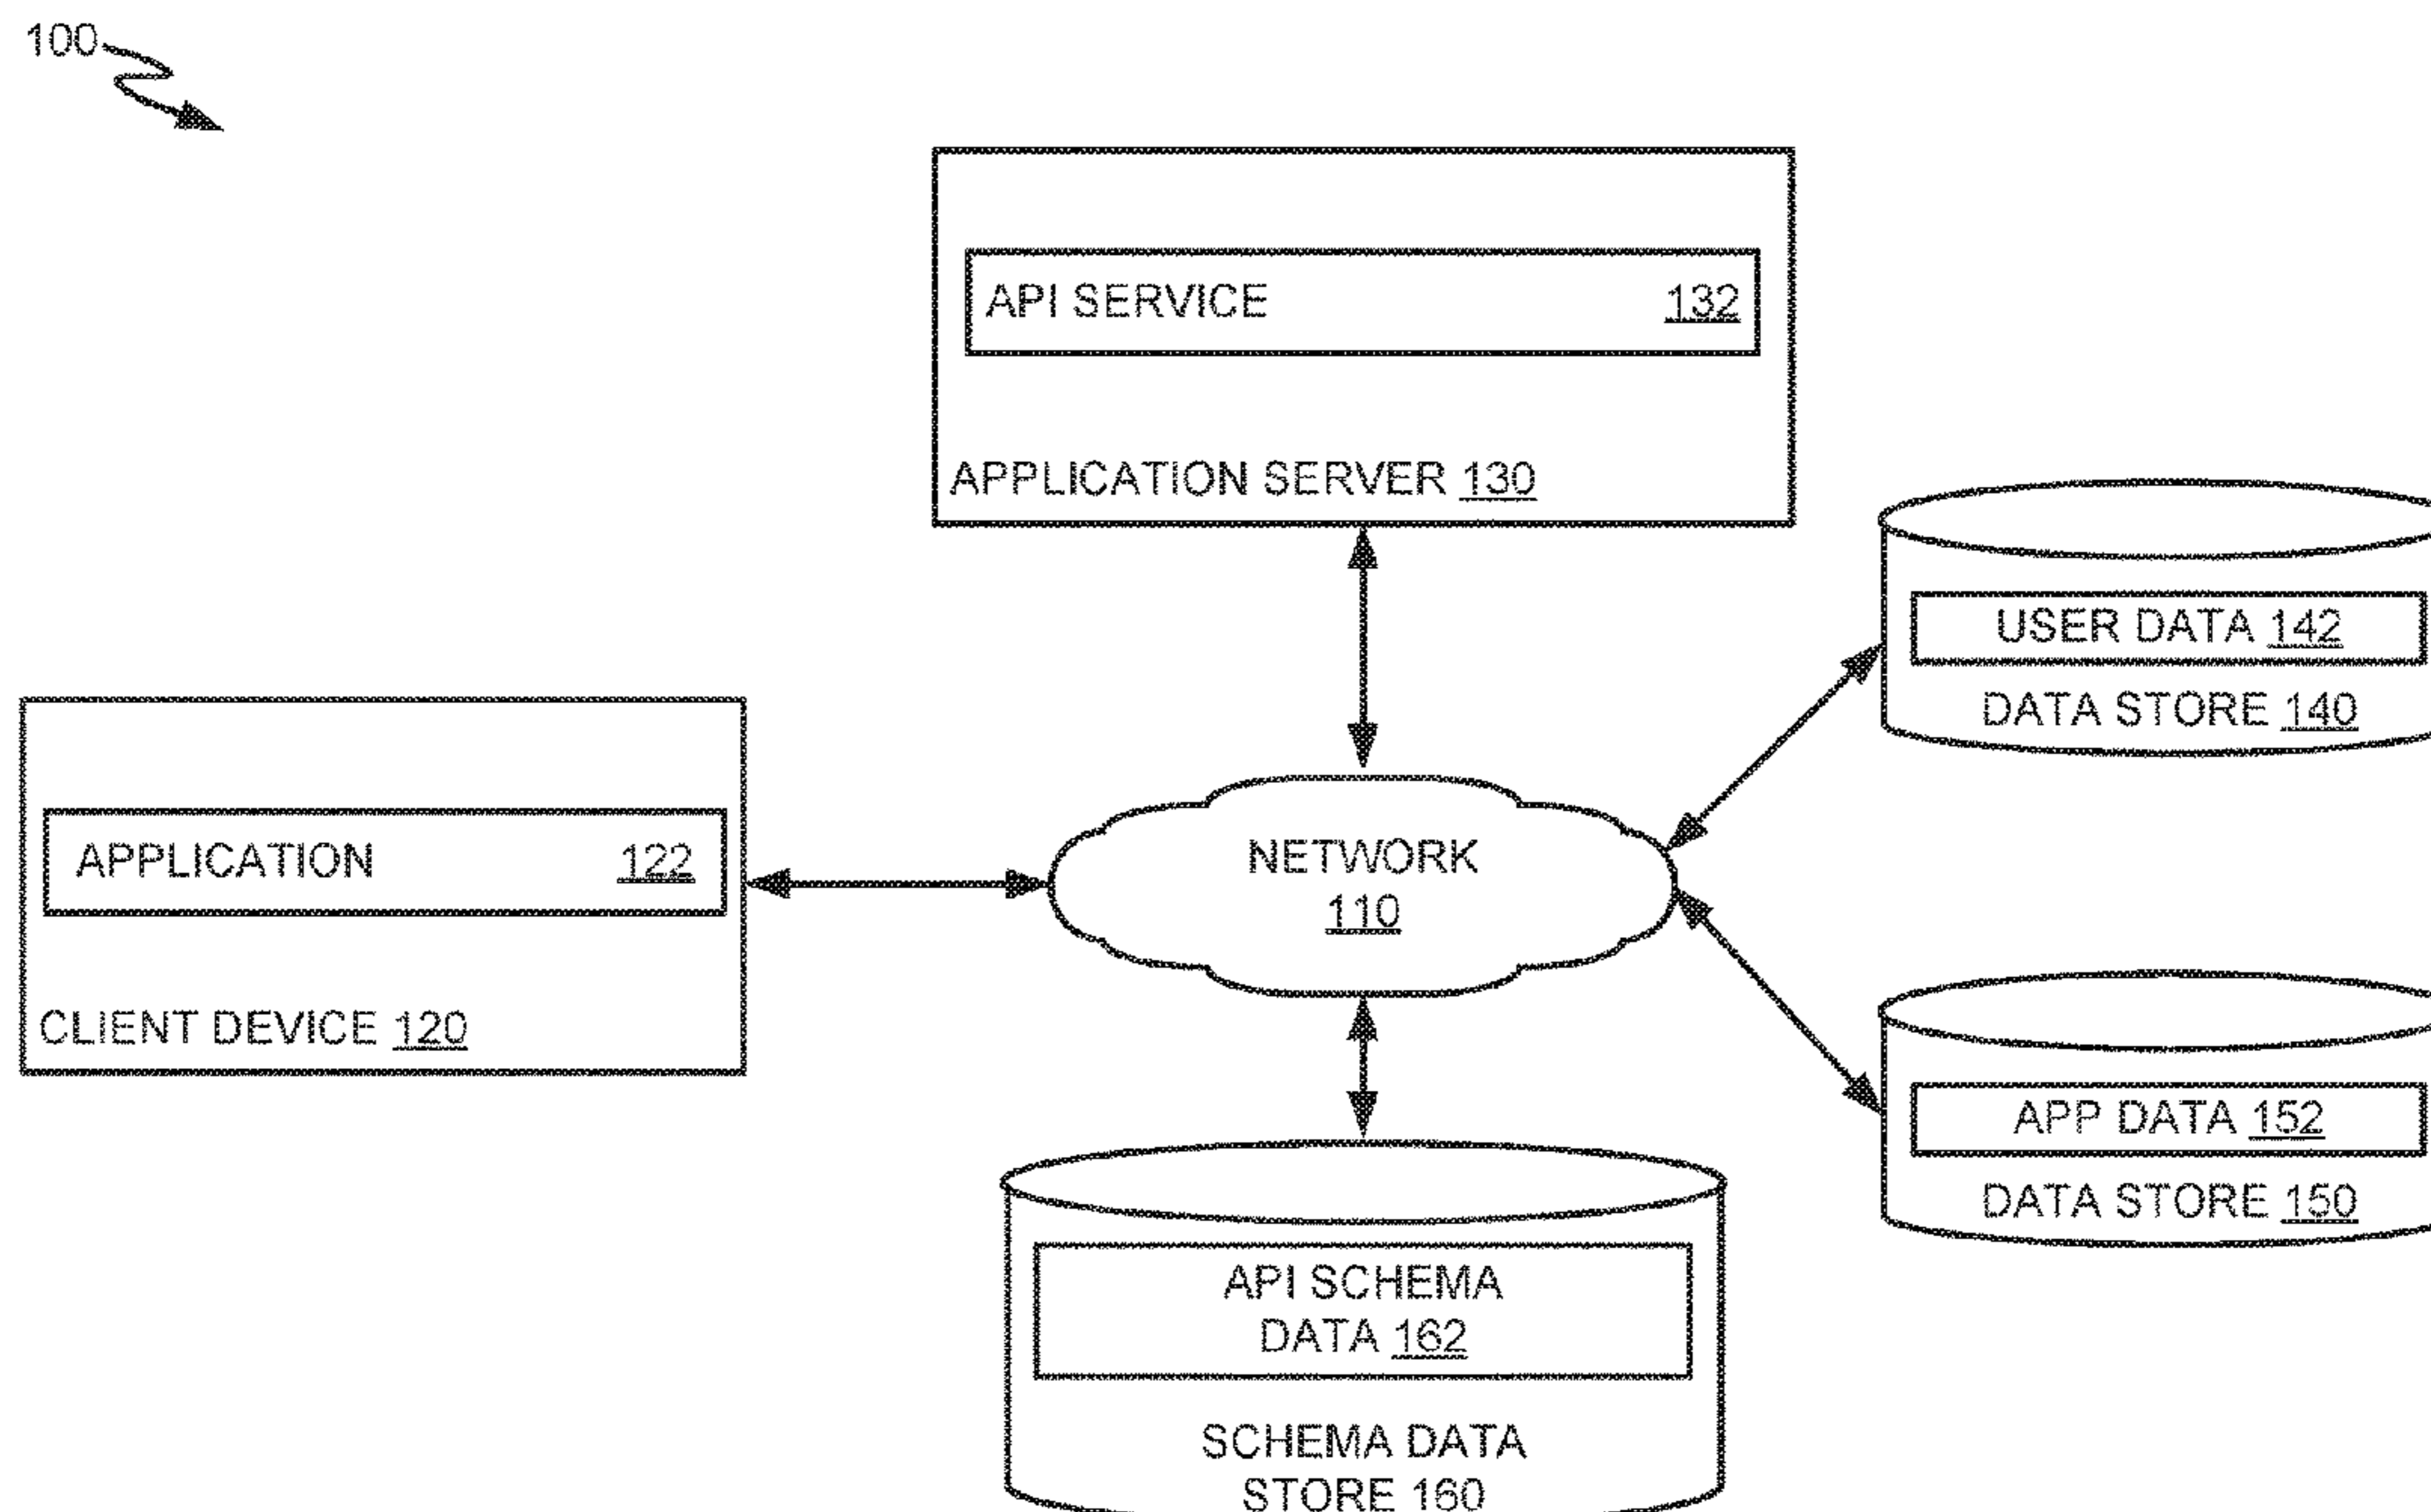 100
API SERVICE 132
APPLICATION SERVER 130
USER DATA 142
DATA STORE 140
APPLICATION 122
CLIENT DEVICE 120
NETWORK
110
APP DATA 152
DATA STORE 150
API SCHEMA
DATA 162
SCHEMA DATA
STORE 160